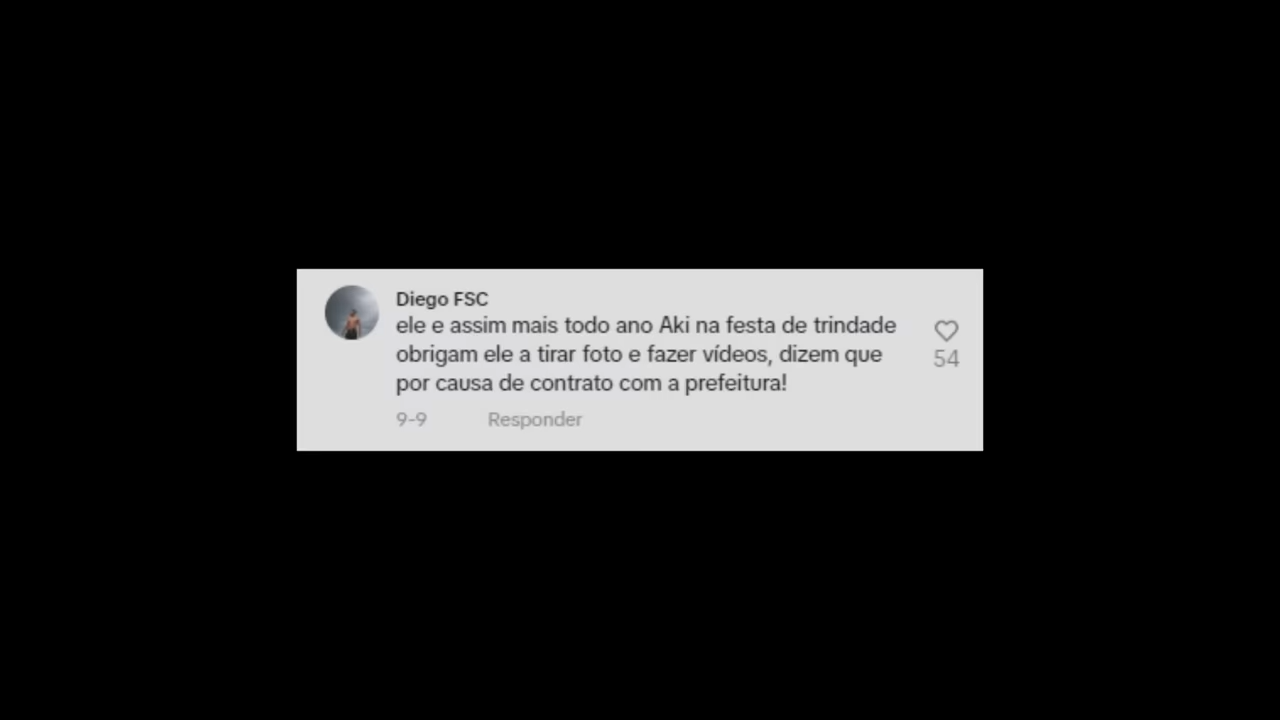 Diego FSC
ele e assim mais todo ano Aki na festa de trindade
obrigam ele a tirar foto e fazer vídeos, dizem que
por causa de contrato com a prefeitura!
54
9-9 Responder